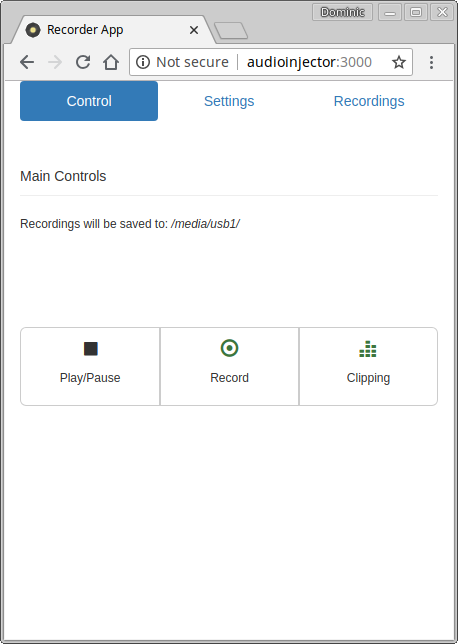 Dominic
Recorder App
Not secure audioinjector:3000
Control Settings Recordings
Main Controls
Recordings will be saved to: /media/usb1/
Play/Pause Record Clipping